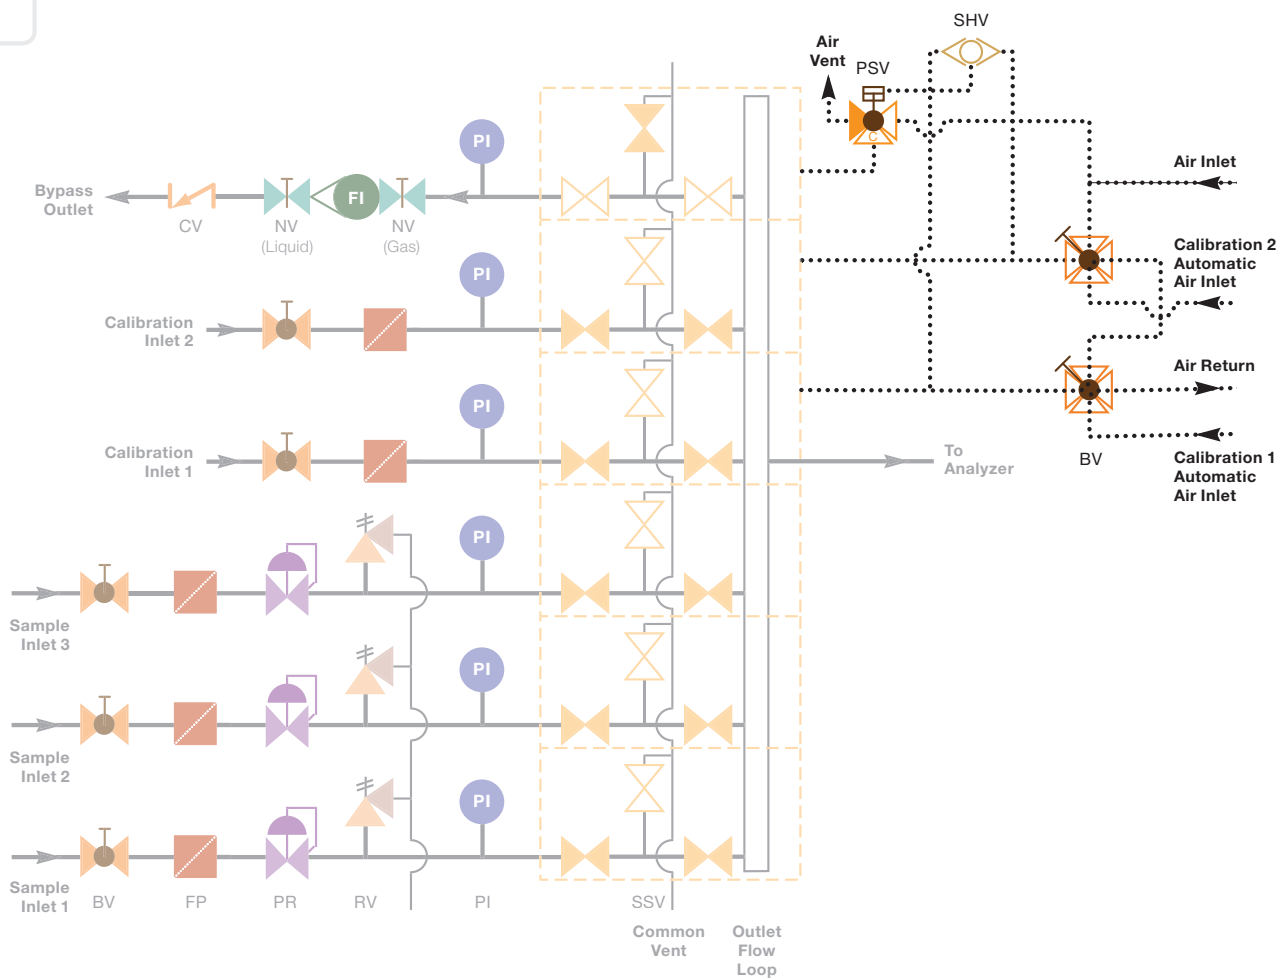 SHV
Air
Vent
PSV
C
Air Inlet
PI
Bypass
Outlet
FI
CV
NV
(Liquid)
NV
(Gas)
Calibration 2
Automatic
Air Inlet
PI
Calibration
Inlet 2
Air Return
PI
Calibration
Inlet 1
To
Analyzer
BV
Calibration 1
Automatic
Air Inlet
PI
Sample
Inlet 3
PI
Sample
Inlet 2
PI
Sample
Inlet 1
BV
FP
PR
RV
PI
SSV
Common
Vent
Outlet
Flow
Loop